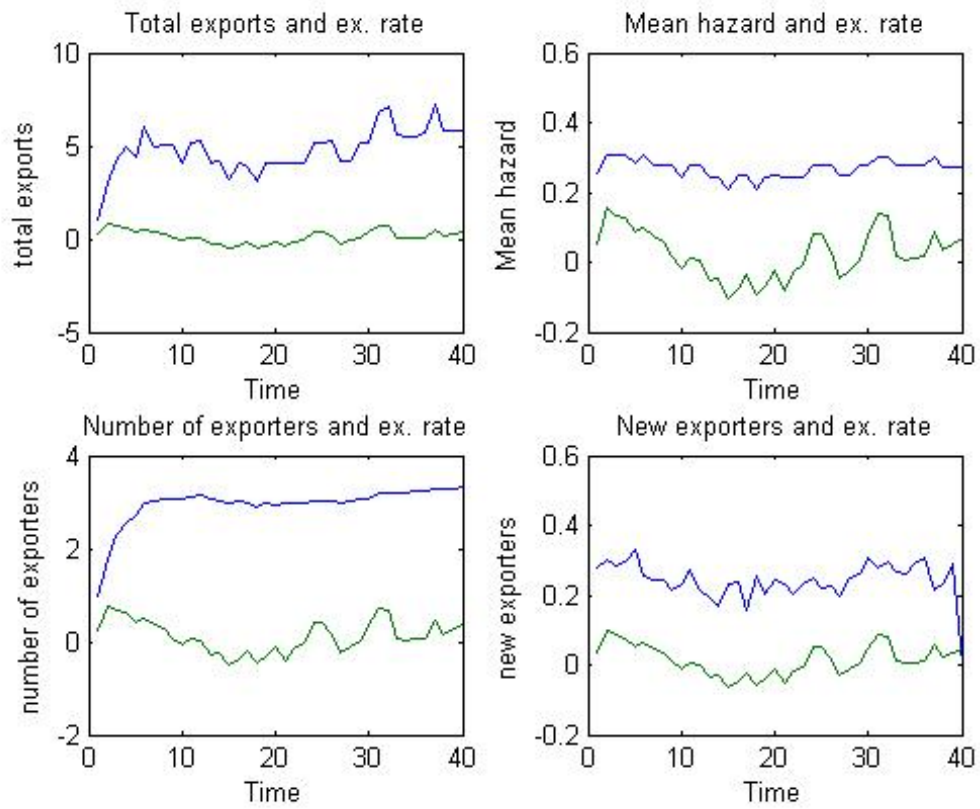 Total exports and ex. rate
total exports
10
5
0
-5
0 10 20 30 40
Time
Mean hazard and ex. rate
Mean hazard
0.6
0.4
0.2
0
-0.2
0 10 20 30 40
Time
Number of exporters and ex. rate
number of exporters
4
2
0
-2
0 10 20 30 40
Time
New exporters and ex. rate
new exporters
0.6
0.4
0.2
0
-0.2
0 10 20 30 40
Time